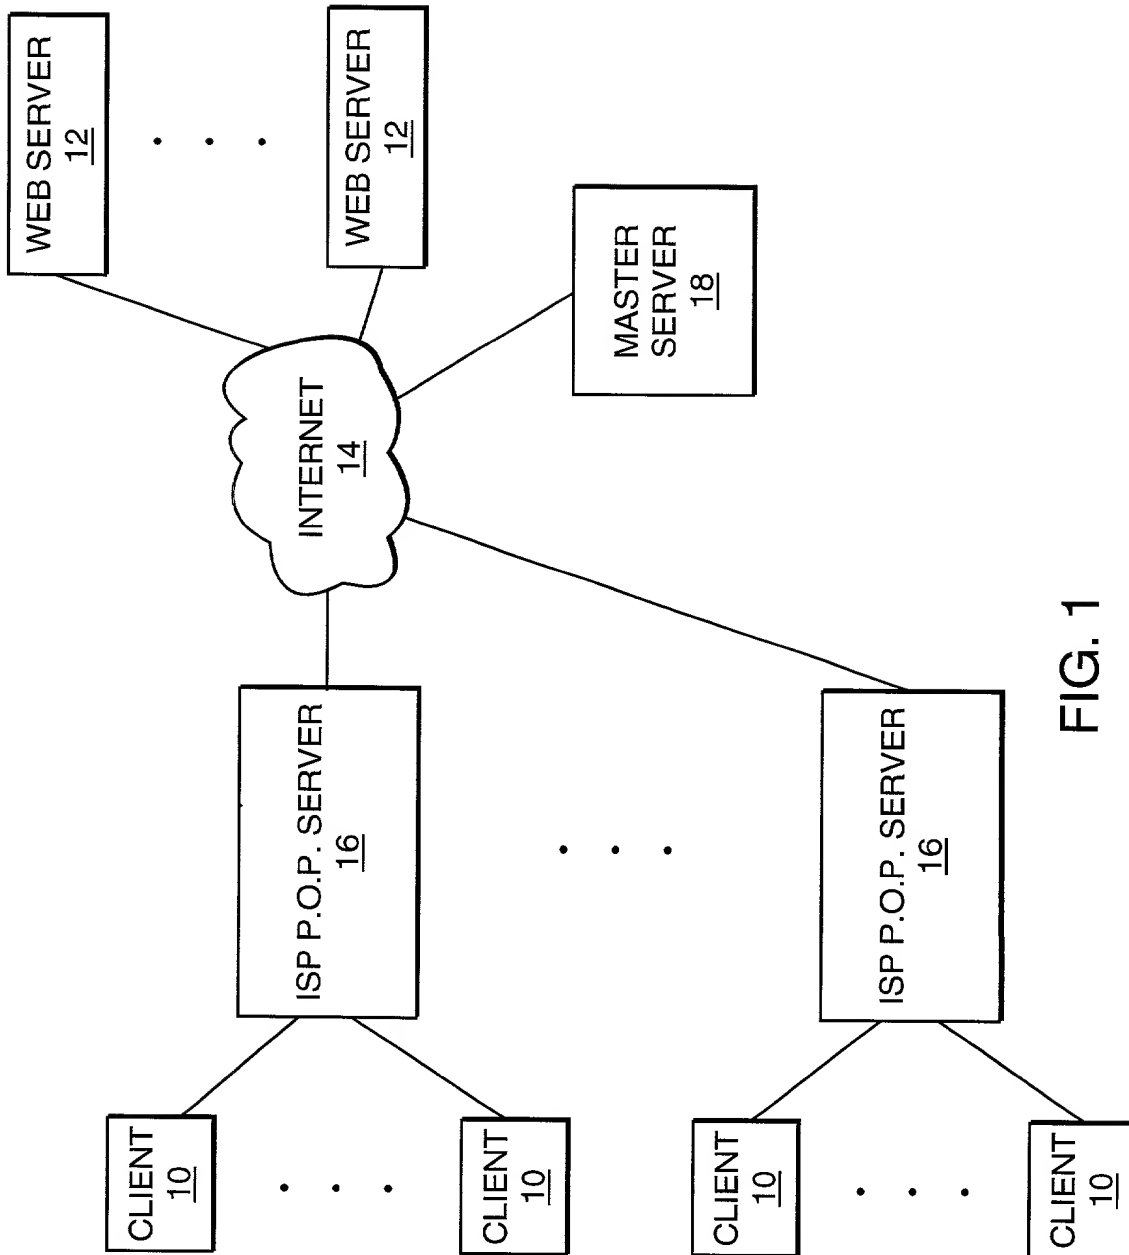 WEB SERVER
12
WEB SERVER
12
INTERNET
14
MASTER
SERVER
18
ISP P.O.P. SERVER
16
ISP P.O.P. SERVER
16
CLIENT
10
CLIENT
10
CLIENT
10
CLIENT
10
FIG. 1